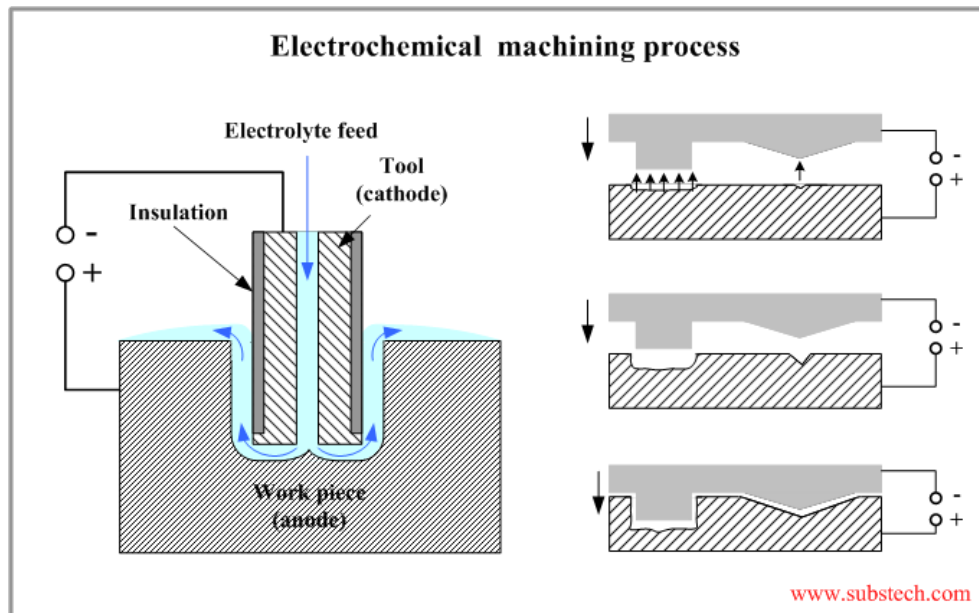 Electrochemical machining process
Electrolyte feed
Tool
(cathode)
Insulation
-
+
Work piece
(anode)
-
+
-
+
-
+
www.substech.com